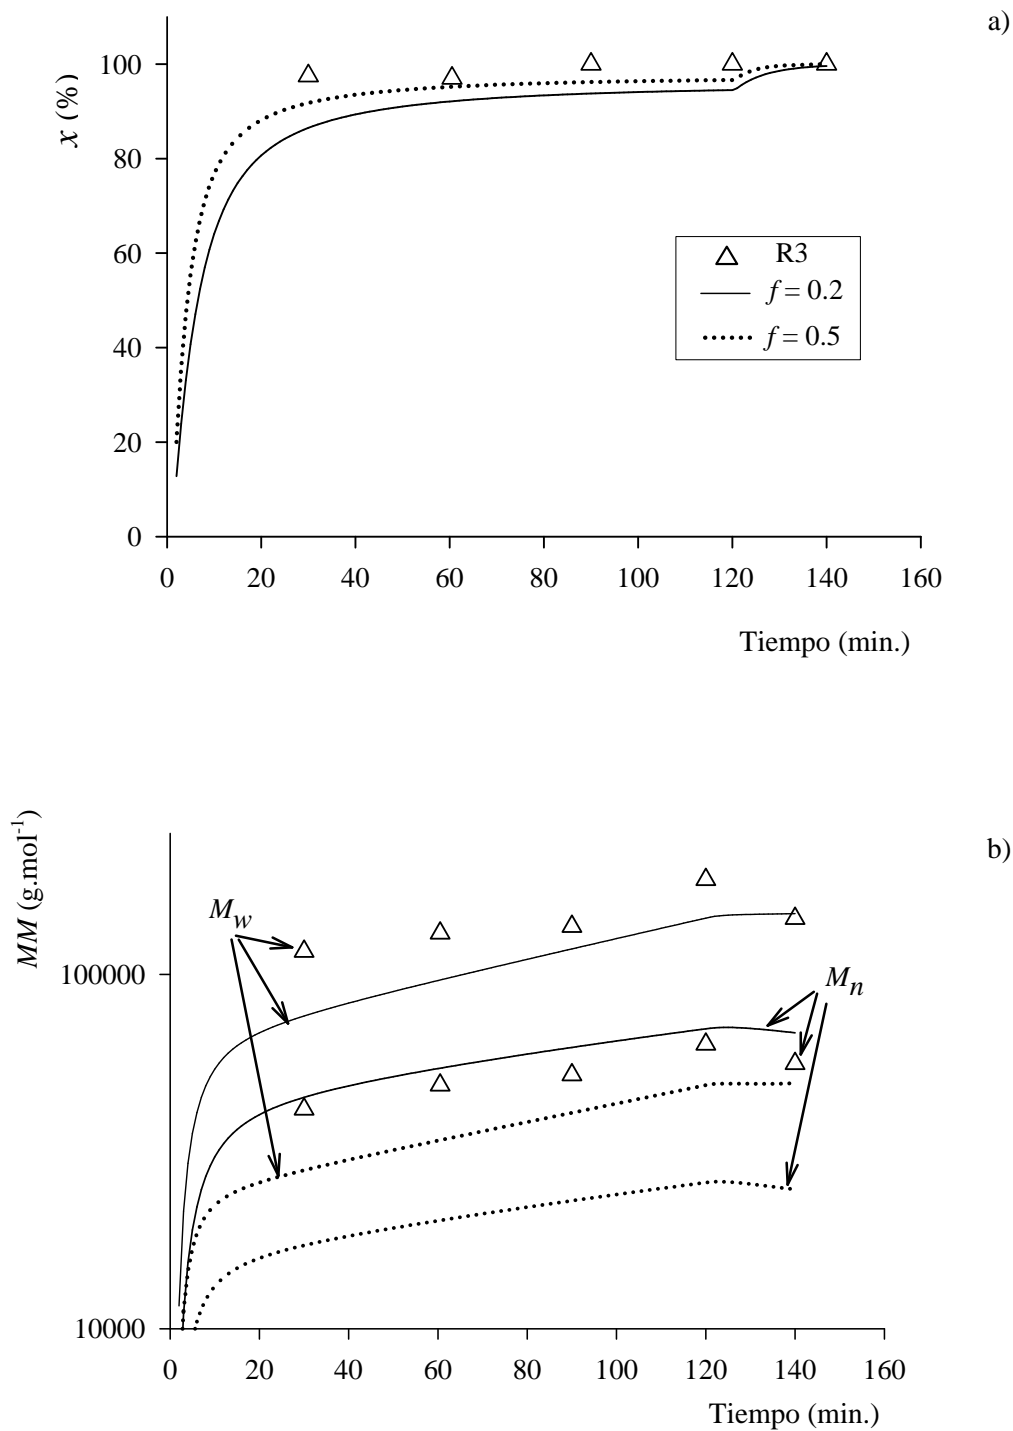 a)
x (%)
100
80
60
40
20
0
R3
f = 0.2
f = 0.5
0 20 40 60 80 100 120 140 160
Tiempo (min.)
b)
MM (g.mol-1)
Mw
Mn
100000
10000
0 20 40 60 80 100 120 140 160
Tiempo (min.)